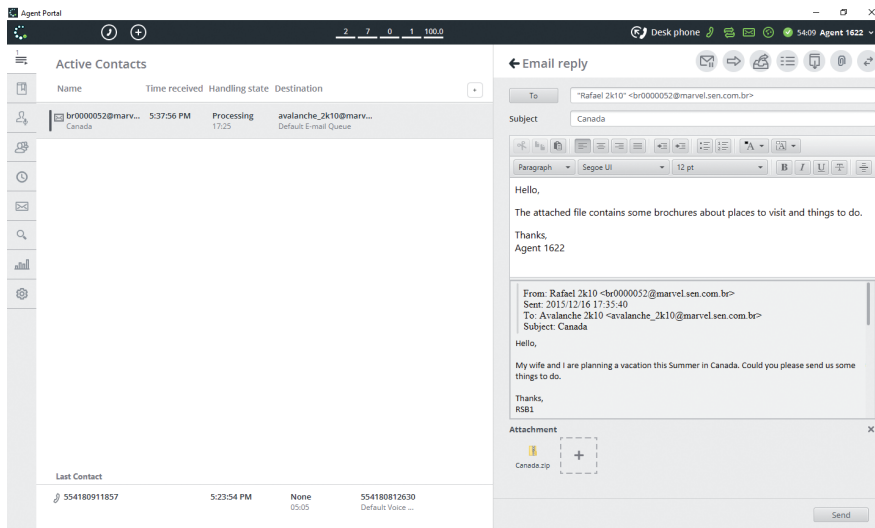 Agent Portal
2 7 0 1 100.0
Desk phone
54:09 Agent 1622
1
Active Contacts
Name Time received Handling state Destination
+
br0000052@marv... 5:37:56 PM Processing avalanche_2k10@marv...
Canada 17:25 Default E-mail Queue
Last Contact
554180911857 5:23:54 PM None 554180812630
05:05 Default Voice ...
Email reply
To "Rafael 2k10" <br0000052@marvel.sen.com.br>
Subject Canada
Paragraph Segoe UI 12 pt B I U
Hello,
The attached file contains some brochures about places to visit and things to do.
Thanks,
Agent 1622
From: Rafael 2k10 <br0000052@marvel.sen.com.br>
Sent: 2015/12/16 17:35:40
To: Avalanche 2k10 <avalanche_2k10@marvel.sen.com.br>
Subject: Canada
Hello,
My wife and I are planning a vacation this Summer in Canada. Could you please send us some
things to do.
Thanks,
RSB1
Attachment
Canada.zip
+
Send